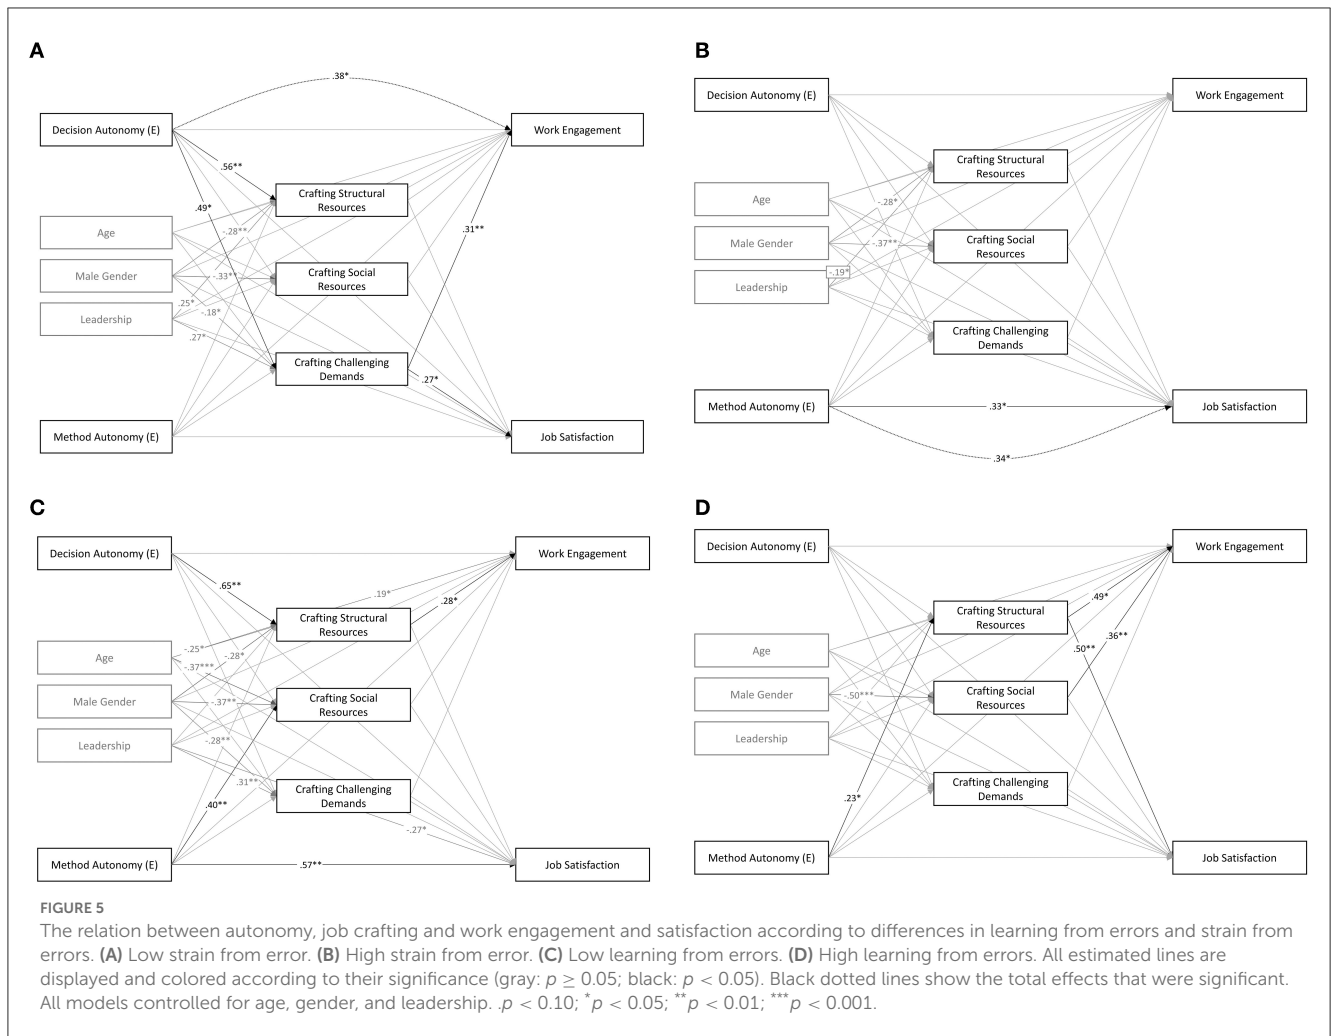 A
.38*
Decision Autonomy (E)
Work Engagement
.56**
Crafting Structural
Resources
.49*
Age
-.28**
.31**
Male Gender
-.33**
Crafting Social
Resources
.25*
-.18*
Leadership
.27*
Crafting Challenging
Demands
.27*
Method Autonomy (E)
Job Satisfaction
B
Decision Autonomy (E)
Work Engagement
Crafting Structural
Resources
Age
-.28*
Male Gender
-.37**
Crafting Social
Resources
-.19*
Leadership
Crafting Challenging
Demands
Method Autonomy (E)
.33*
Job Satisfaction
.34*
C
Decision Autonomy (E)
Work Engagement
.65**
.19*
.28*
Crafting Structural
Resources
-.25*
Age
-.28*
-.37***
Male Gender
-.37**
Crafting Social
Resources
Leadership
-.28**
.31**
Crafting Challenging
Demands
.40**
-.27*
Method Autonomy (E)
.57**
Job Satisfaction
D
Decision Autonomy (E)
Work Engagement
.49*
Crafting Structural
Resources
.36**
.50**
Age
Male Gender
-.50***
Crafting Social
Resources
Leadership
Crafting Challenging
Demands
.23*
Method Autonomy (E)
Job Satisfaction
FIGURE 5
The relation between autonomy, job crafting and work engagement and satisfaction according to differences in learning from errors and strain from
errors. (A) Low strain from error. (B) High strain from error. (C) Low learning from errors. (D) High learning from errors. All estimated lines are
displayed and colored according to their significance (gray: p ≥ 0.05; black: p < 0.05). Black dotted lines show the total effects that were significant.
All models controlled for age, gender, and leadership. .p < 0.10; *p < 0.05; **p < 0.01; ***p < 0.001.